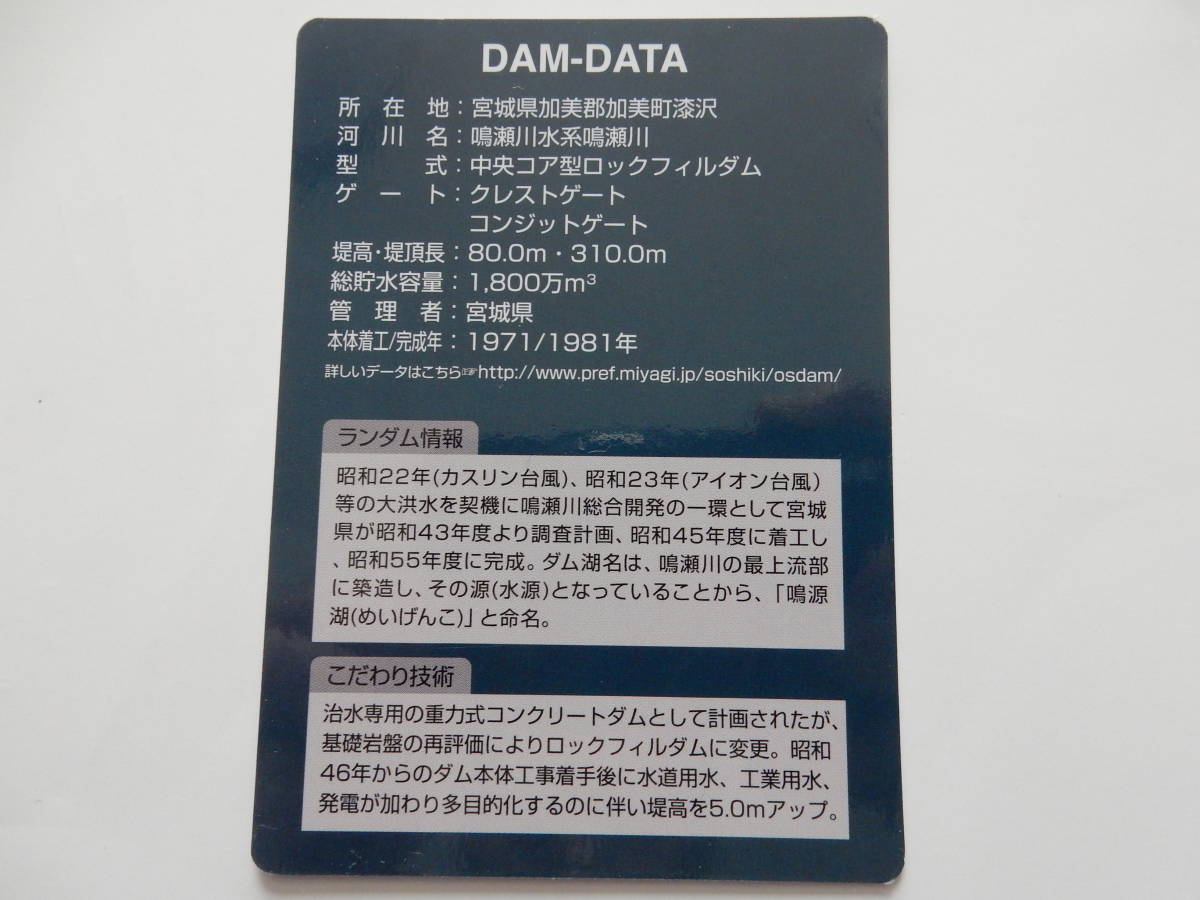 DAM-DATA
所在地：宮城県加美郡加美町漆沢
河川名：鳴瀬川水系鳴瀬川
型式：中央コア型ロックフィルダム
ゲート：クレストゲート
コンジットゲート
堤高・堤頂長：80.0m・310.0m
総貯水容量：1,800万m³
管理者：宮城県
本体着工/完成年：1971/1981年
詳しいデータはこちら☞http://www.pref.miyagi.jp/soshiki/osdam/
ランダム情報
昭和22年(カスリン台風)、昭和23年(アイオン台風)
等の大洪水を契機に鳴瀬川総合開発の一環として宮城
県が昭和43年度より調査計画、昭和45年度に着工し
、昭和55年度に完成。ダム湖名は、鳴瀬川の最上流部
に築造し、その源(水源)となっていることから、「鳴源
湖(めいげんこ)」と命名。
こだわり技術
治水専用の重力式コンクリートダムとして計画されたが、
基礎岩盤の再評価によりロックフィルダムに変更。昭和
46年からのダム本体工事着手後に水道用水、工業用水、
発電が加わり多目的化するのに伴い堤高を5.0mアップ。